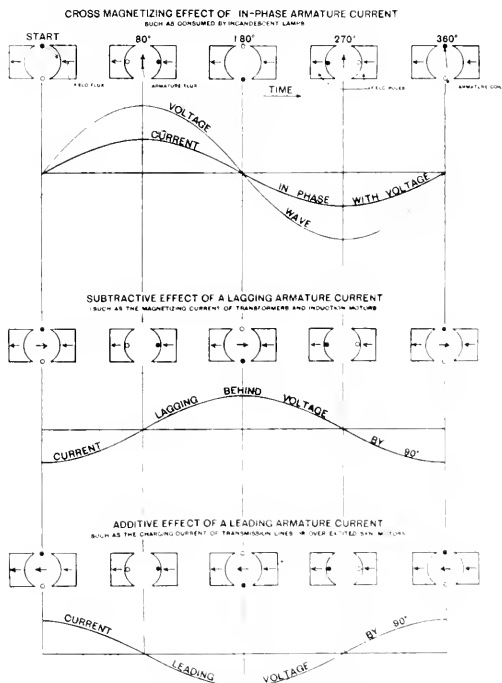 CROSS MAGNETIZING EFFECT OF IN-PHASE ARMATURE CURRENT
SUCH AS CONSUMED BY INCANDESCENT LAMPS
START 80° 180° 270° 360°
FIELD FLUX ARMATURE FLUX TIME FIELD POLES ARMATURE COIL
VOLTAGE
CURRENT
IN PHASE WITH VOLTAGE
WAVE
SUBTRACTIVE EFFECT OF A LAGGING ARMATURE CURRENT
(SUCH AS THE MAGNETIZING CURRENT OF TRANSFORMERS AND INDUCTION MOTORS
CURRENT LAGGING BEHIND VOLTAGE BY 90°
ADDITIVE EFFECT OF A LEADING ARMATURE CURRENT
SUCH AS THE CHARGING CURRENT OF TRANSMISSION LINES OR OVER EXCITED SYN MOTORS
CURRENT LEADING VOLTAGE BY 90°